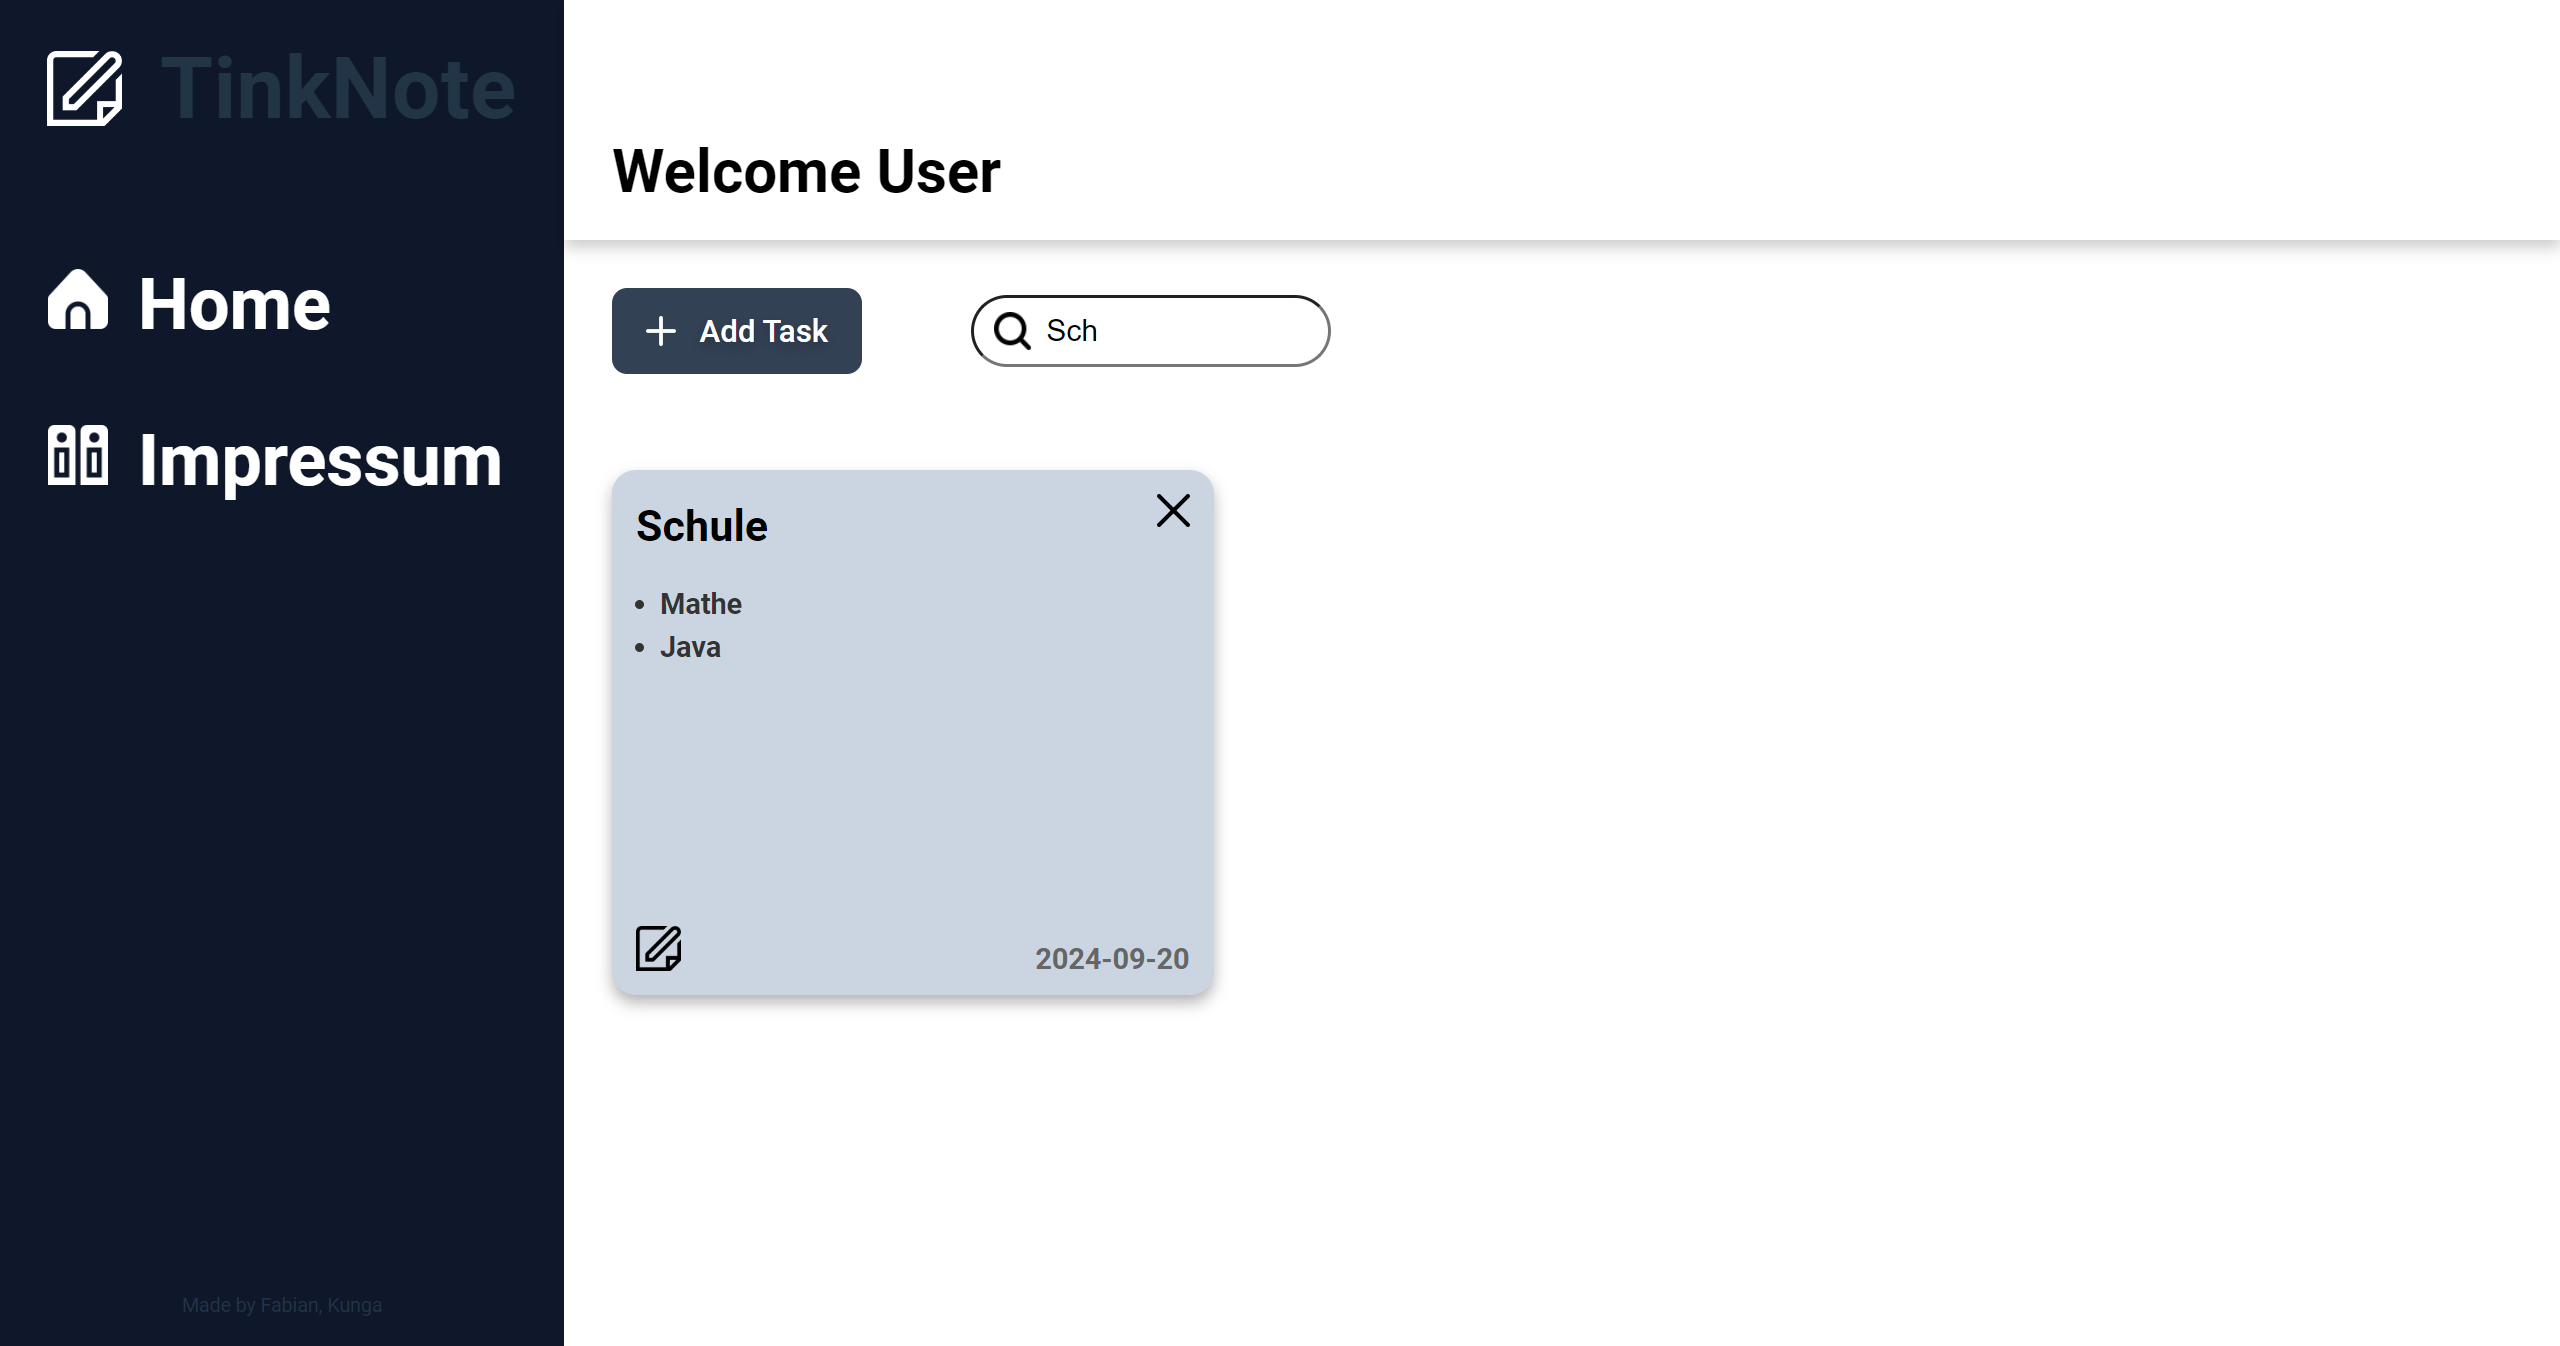 TinkNote
Home
Impressum
Made by Fabian, Kunga
Welcome User
Add Task
Sch
Schule
• Mathe
• Java
2024-09-20